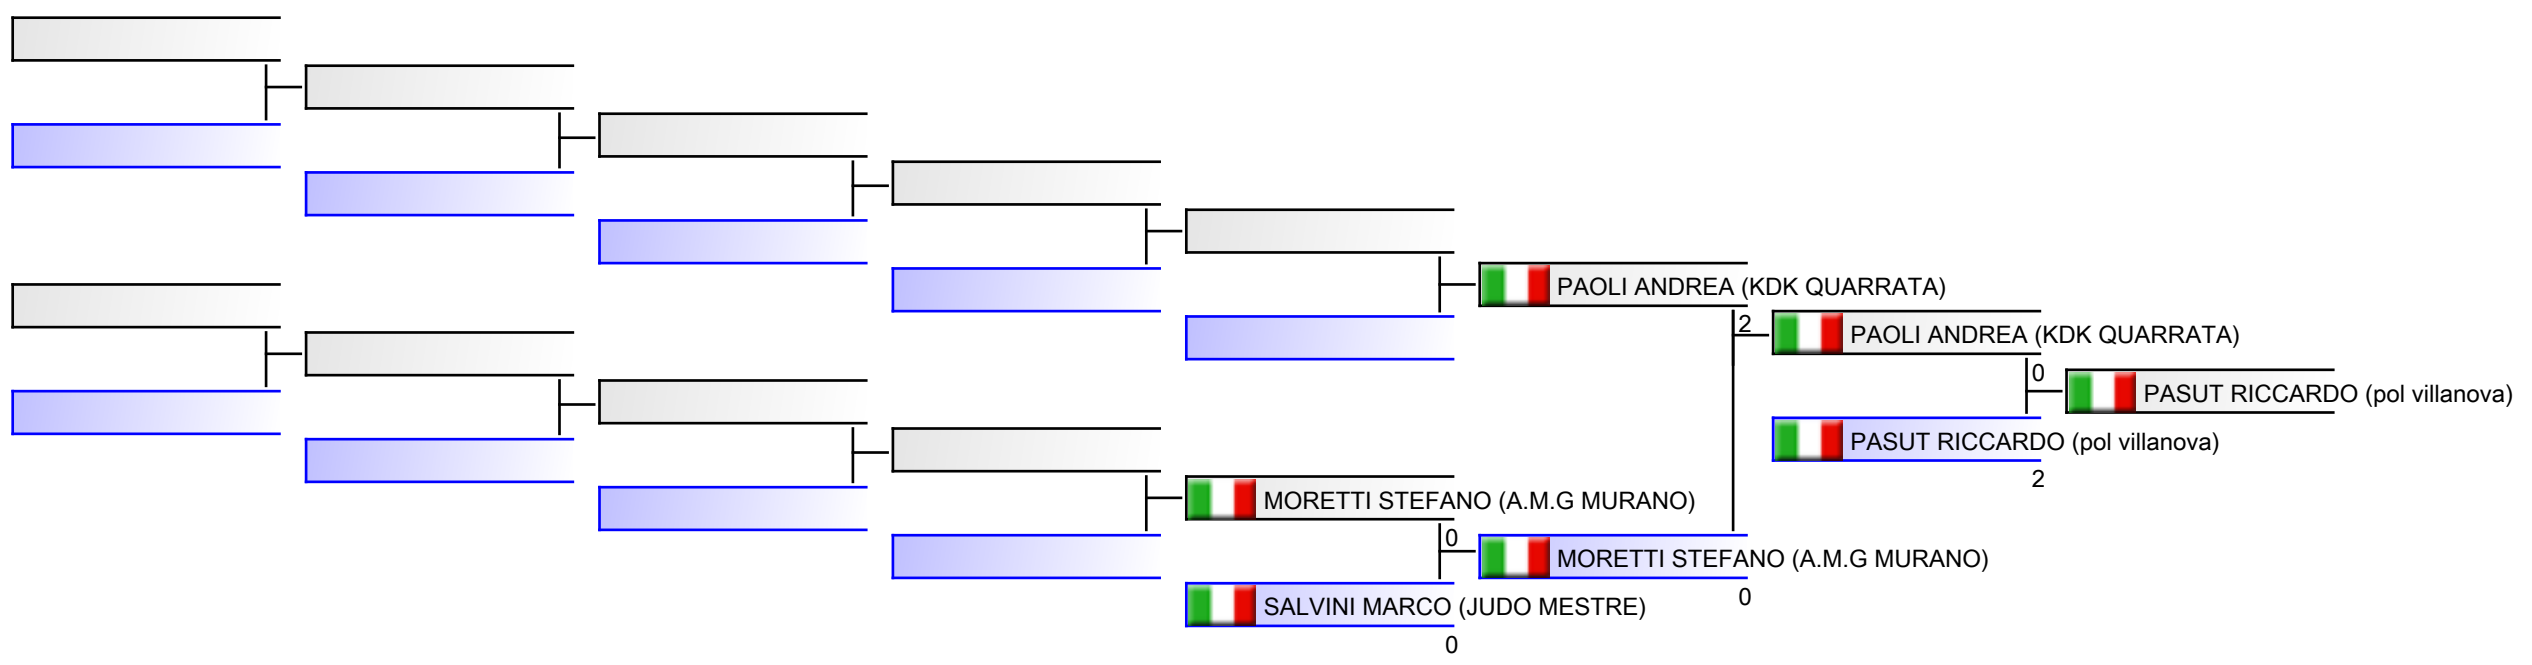 PAOLI ANDREA (KDK QUARRATA)
2
PAOLI ANDREA (KDK QUARRATA)
0
PASUT RICCARDO (pol villanova)
PASUT RICCARDO (pol villanova)
2
MORETTI STEFANO (A.M.G MURANO)
0
MORETTI STEFANO (A.M.G MURANO)
0
SALVINI MARCO (JUDO MESTRE)
0